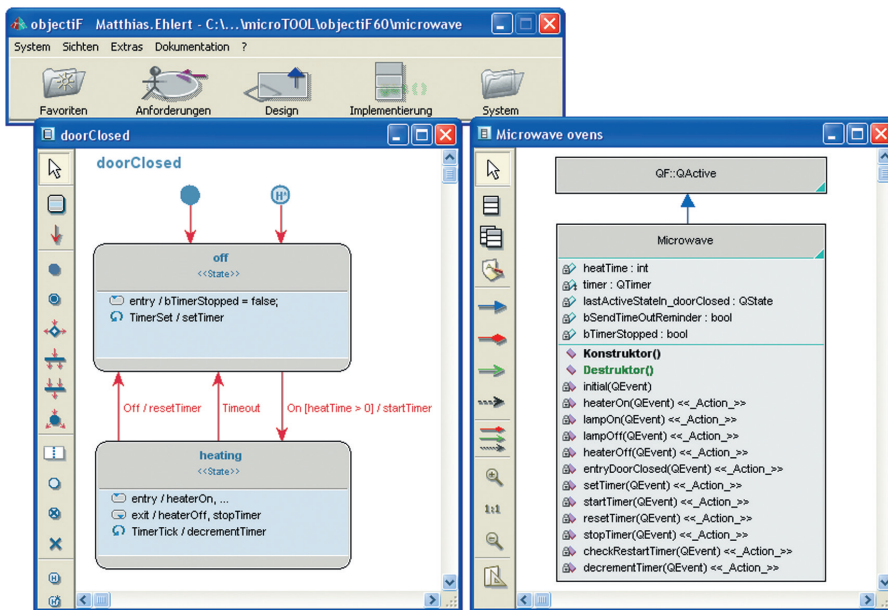 objectiF Matthias.Ehlert - C:\...\microTOOL\objectiF60\microwave
System Sichten Extras Dokumentation ?
Favoriten Anforderungen Design Implementierung System
doorClosed
doorClosed
H*
off
<<State>>
entry / bTimerStopped = false;
TimerSet / setTimer
Off / resetTimer Timeout On [heatTime > 0] / startTimer
heating
<<State>>
entry / heaterOn, ...
exit / heaterOff, stopTimer
TimerTick / decrementTimer
H
Microwave ovens
QF::QActive
Microwave
heatTime : int
timer : QTimer
lastActiveStateIn_doorClosed : QState
bSendTimeOutReminder : bool
bTimerStopped : bool
Konstruktor()
Destruktor()
initial(QEvent)
heaterOn(QEvent) <<_Action_>>
lampOn(QEvent) <<_Action_>>
lampOff(QEvent) <<_Action_>>
heaterOff(QEvent) <<_Action_>>
entryDoorClosed(QEvent) <<_Action_>>
setTimer(QEvent) <<_Action_>>
startTimer(QEvent) <<_Action_>>
resetTimer(QEvent) <<_Action_>>
stopTimer(QEvent) <<_Action_>>
checkRestartTimer(QEvent) <<_Action_>>
decrementTimer(QEvent) <<_Action_>>
1:1